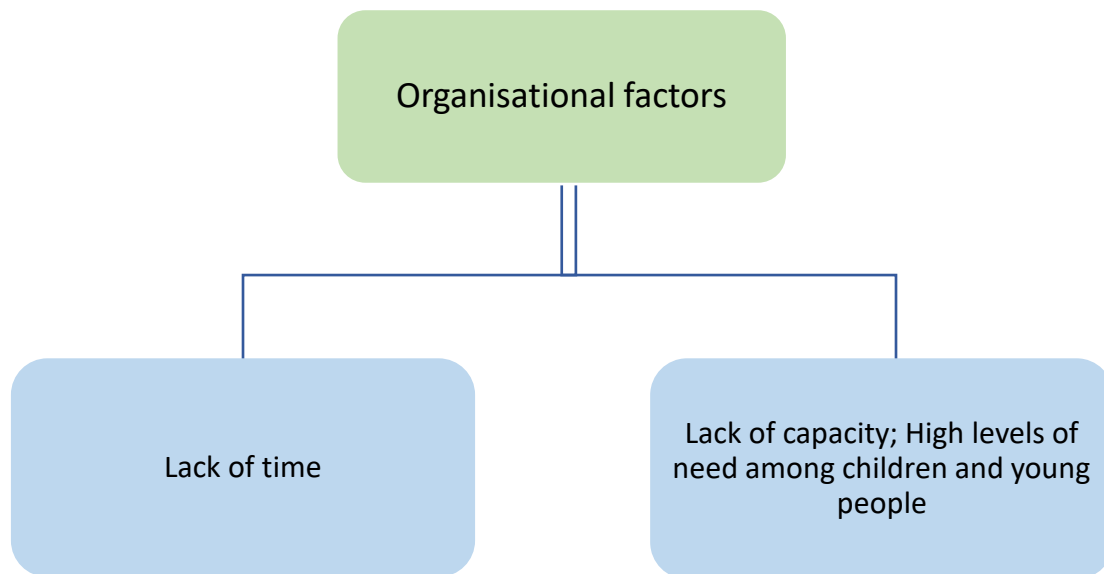 Organisational factors
Lack of time
Lack of capacity; High levels of
need among children and young
people